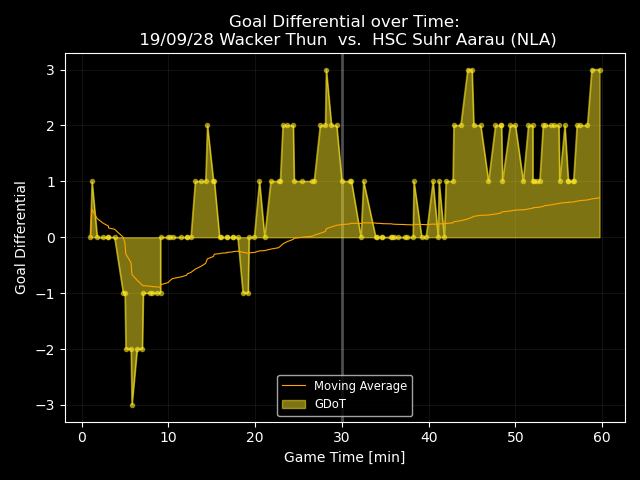 Goal Differential over Time:
19/09/28 Wacker Thun  vs.  HSC Suhr Aarau (NLA)
Goal Differential
3
2
1
0
−1
−2
−3
Moving Average
GDoT
0
10
20
30
40
50
60
Game Time [min]